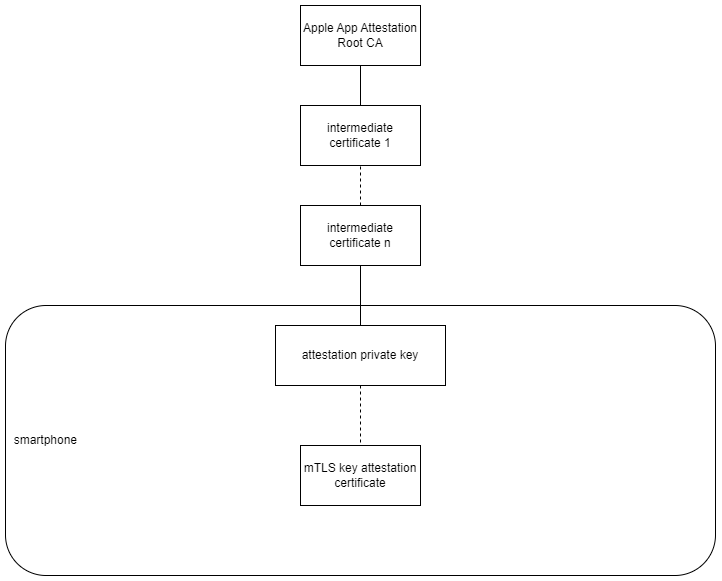 Apple App Attestation
Root CA
intermediate
certificate 1
intermediate
certificate n
attestation private key
smartphone
mTLS key attestation
certificate